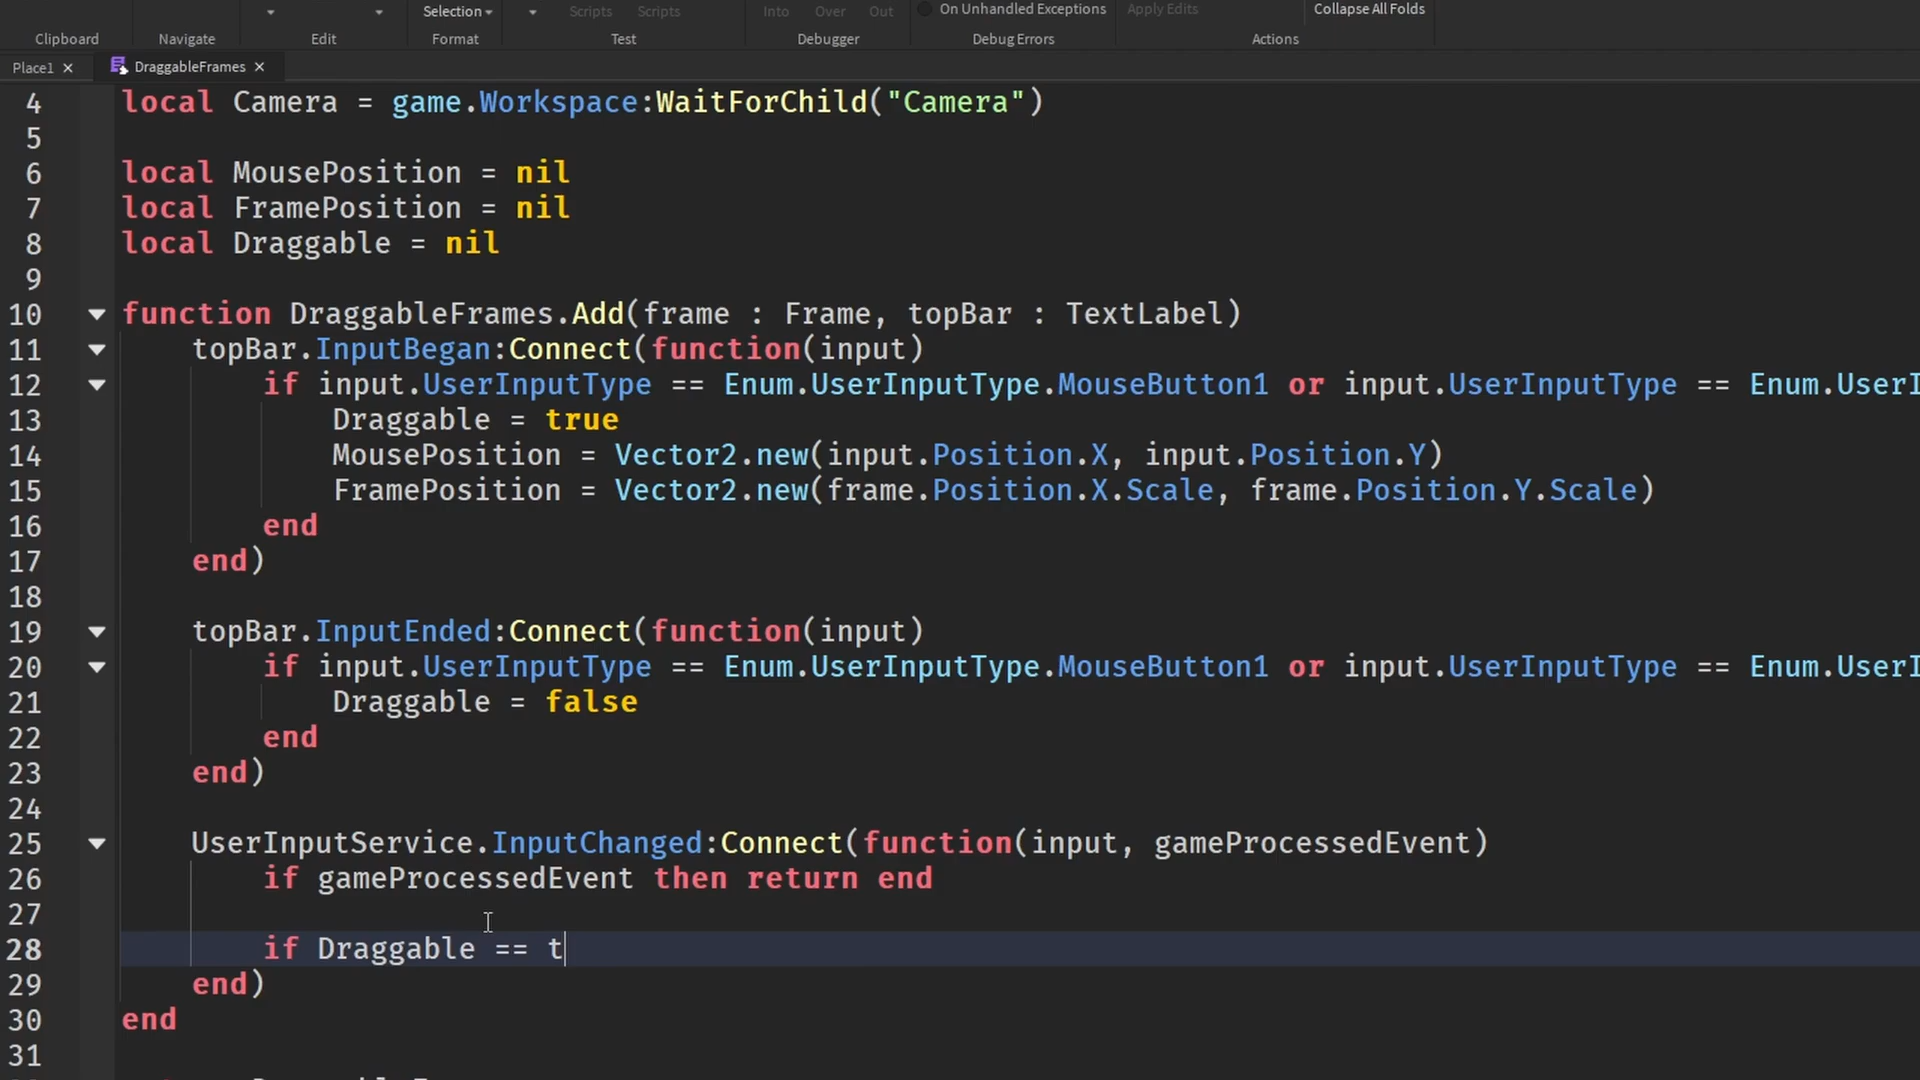 Selection Scripts Scripts Into Over Out On Unhandled Exceptions Apply Edits Collapse All Folds
Clipboard Navigate Edit Format Test Debugger Debug Errors Actions
Place1 × DraggableFrames ×
4 local Camera = game.Workspace:WaitForChild("Camera")
5
6 local MousePosition = nil
7 local FramePosition = nil
8 local Draggable = nil
9
10 function DraggableFrames.Add(frame : Frame, topBar : TextLabel)
11 topBar.InputBegan:Connect(function(input)
12 if input.UserInputType == Enum.UserInputType.MouseButton1 or input.UserInputType == Enum.UserI
13 Draggable = true
14 MousePosition = Vector2.new(input.Position.X, input.Position.Y)
15 FramePosition = Vector2.new(frame.Position.X.Scale, frame.Position.Y.Scale)
16 end
17 end)
18
19 topBar.InputEnded:Connect(function(input)
20 if input.UserInputType == Enum.UserInputType.MouseButton1 or input.UserInputType == Enum.UserI
21 Draggable = false
22 end
23 end)
24
25 UserInputService.InputChanged:Connect(function(input, gameProcessedEvent)
26 if gameProcessedEvent then return end
27
28 if Draggable == t
29 end)
30 end
31